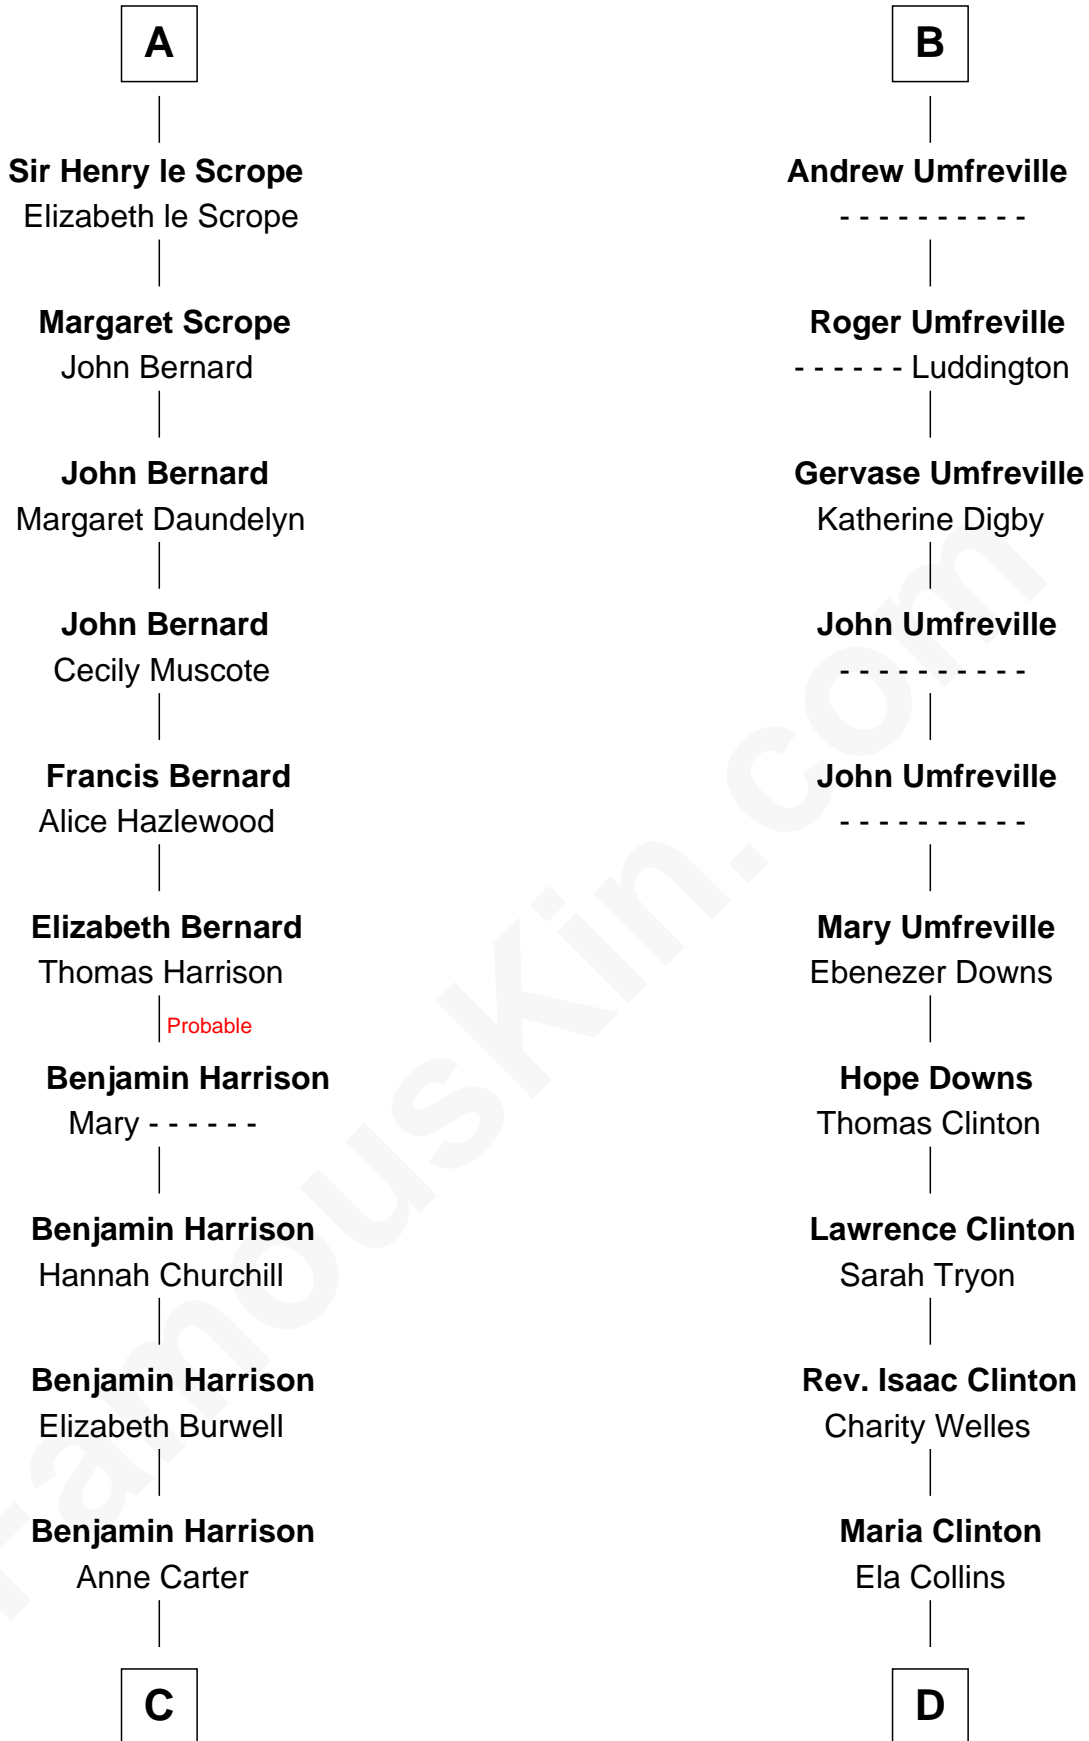 A
Sir Henry le Scrope
Elizabeth le Scrope
Margaret Scrope
John Bernard
John Bernard
Margaret Daundelyn
John Bernard
Cecily Muscote
Francis Bernard
Alice Hazlewood
Elizabeth Bernard
Thomas Harrison
Probable
Benjamin Harrison
Mary - - - - - -
Benjamin Harrison
Hannah Churchill
Benjamin Harrison
Elizabeth Burwell
Benjamin Harrison
Anne Carter
C
B
Andrew Umfreville
- - - - - - - - - -
Roger Umfreville
- - - - - - Luddington
Gervase Umfreville
Katherine Digby
John Umfreville
- - - - - - - - - -
John Umfreville
- - - - - - - - - -
Mary Umfreville
Ebenezer Downs
Hope Downs
Thomas Clinton
Lawrence Clinton
Sarah Tryon
Rev. Isaac Clinton
Charity Welles
Maria Clinton
Ela Collins
D
FamousKin.com